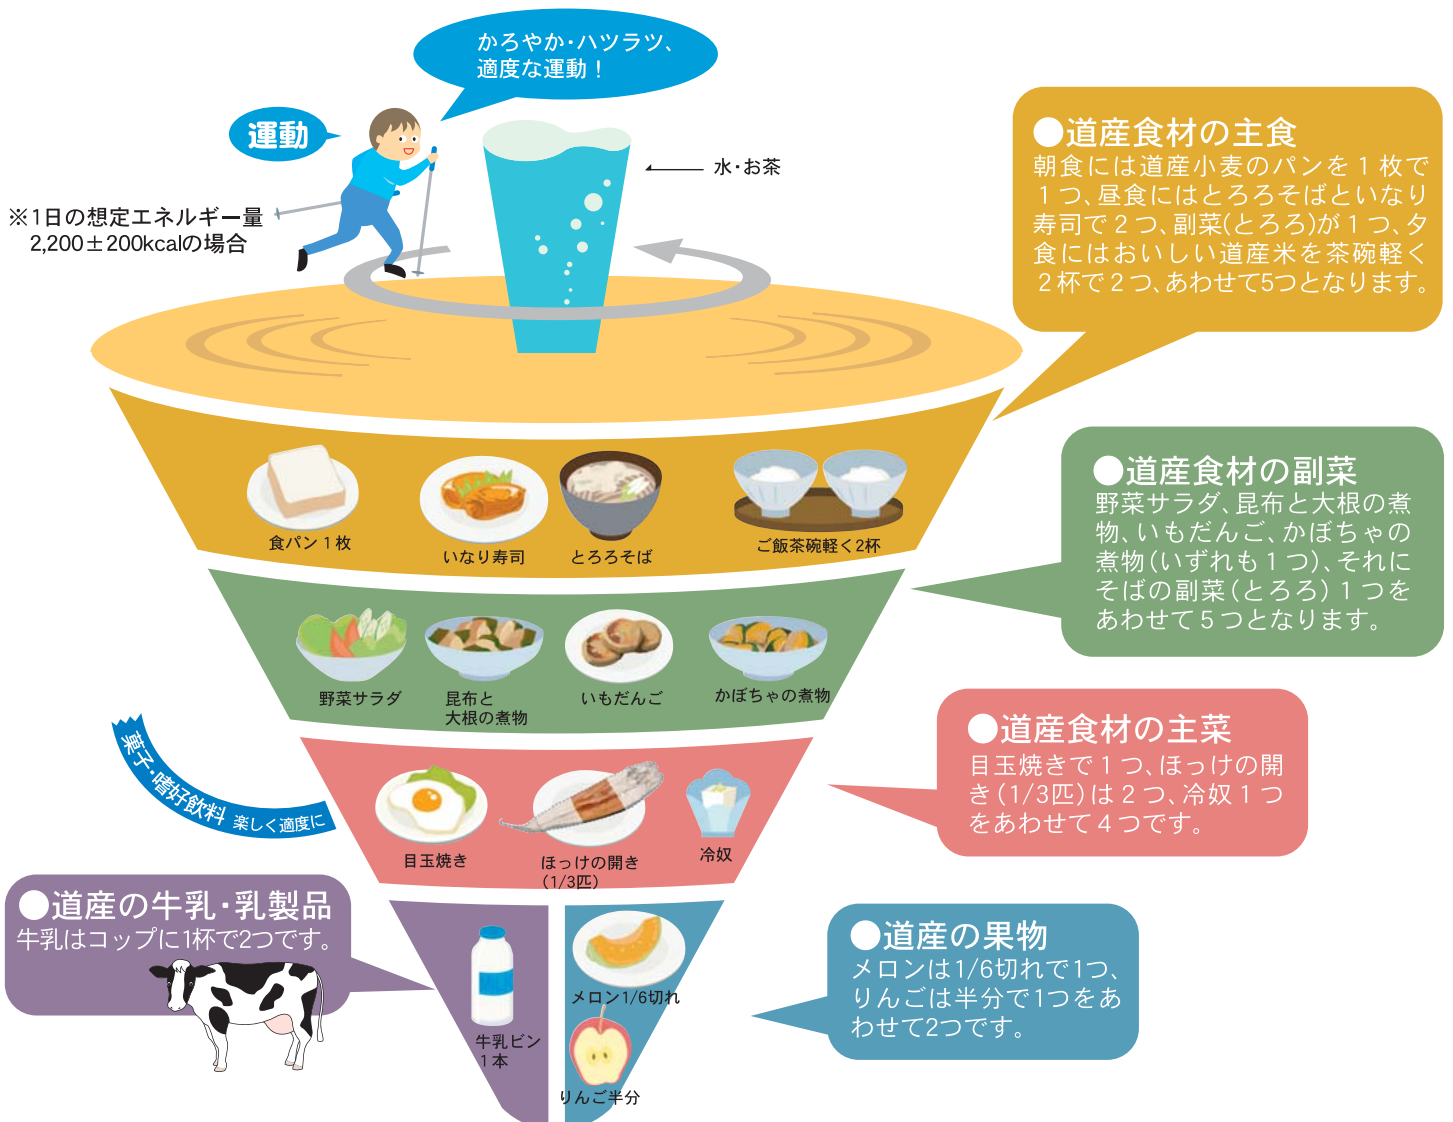 かろやか・ハツラツ、
適度な運動！
運動
水・お茶
※1日の想定エネルギー量
2,200±200kcalの場合
●道産食材の主食
朝食には道産小麦のパンを１枚で
１つ、昼食にはとろろそばといなり
寿司で２つ、副菜(とろろ)が１つ、夕
食にはおいしい道産米を茶碗軽く
２杯で２つ、あわせて5つとなります。
食パン１枚
いなり寿司
とろろそば
ご飯茶碗軽く2杯
●道産食材の副菜
野菜サラダ、昆布と大根の煮
物、いもだんご、かぼちゃの
煮物(いずれも１つ)、それに
そばの副菜(とろろ)１つを
あわせて５つとなります。
野菜サラダ
昆布と
大根の煮物
いもだんご
かぼちゃの煮物
●道産食材の主菜
目玉焼きで１つ、ほっけの開
き(1/3匹)は２つ、冷奴１つ
をあわせて４つです。
目玉焼き
ほっけの開き
(1/3匹)
冷奴
菓子・嗜好飲料 楽しく適度に
●道産の牛乳・乳製品
牛乳はコップに1杯で2つです。
牛乳ビン
１本
●道産の果物
メロンは1/6切れで1つ、
りんごは半分で1つをあ
わせて2つです。
メロン1/6切れ
りんご半分